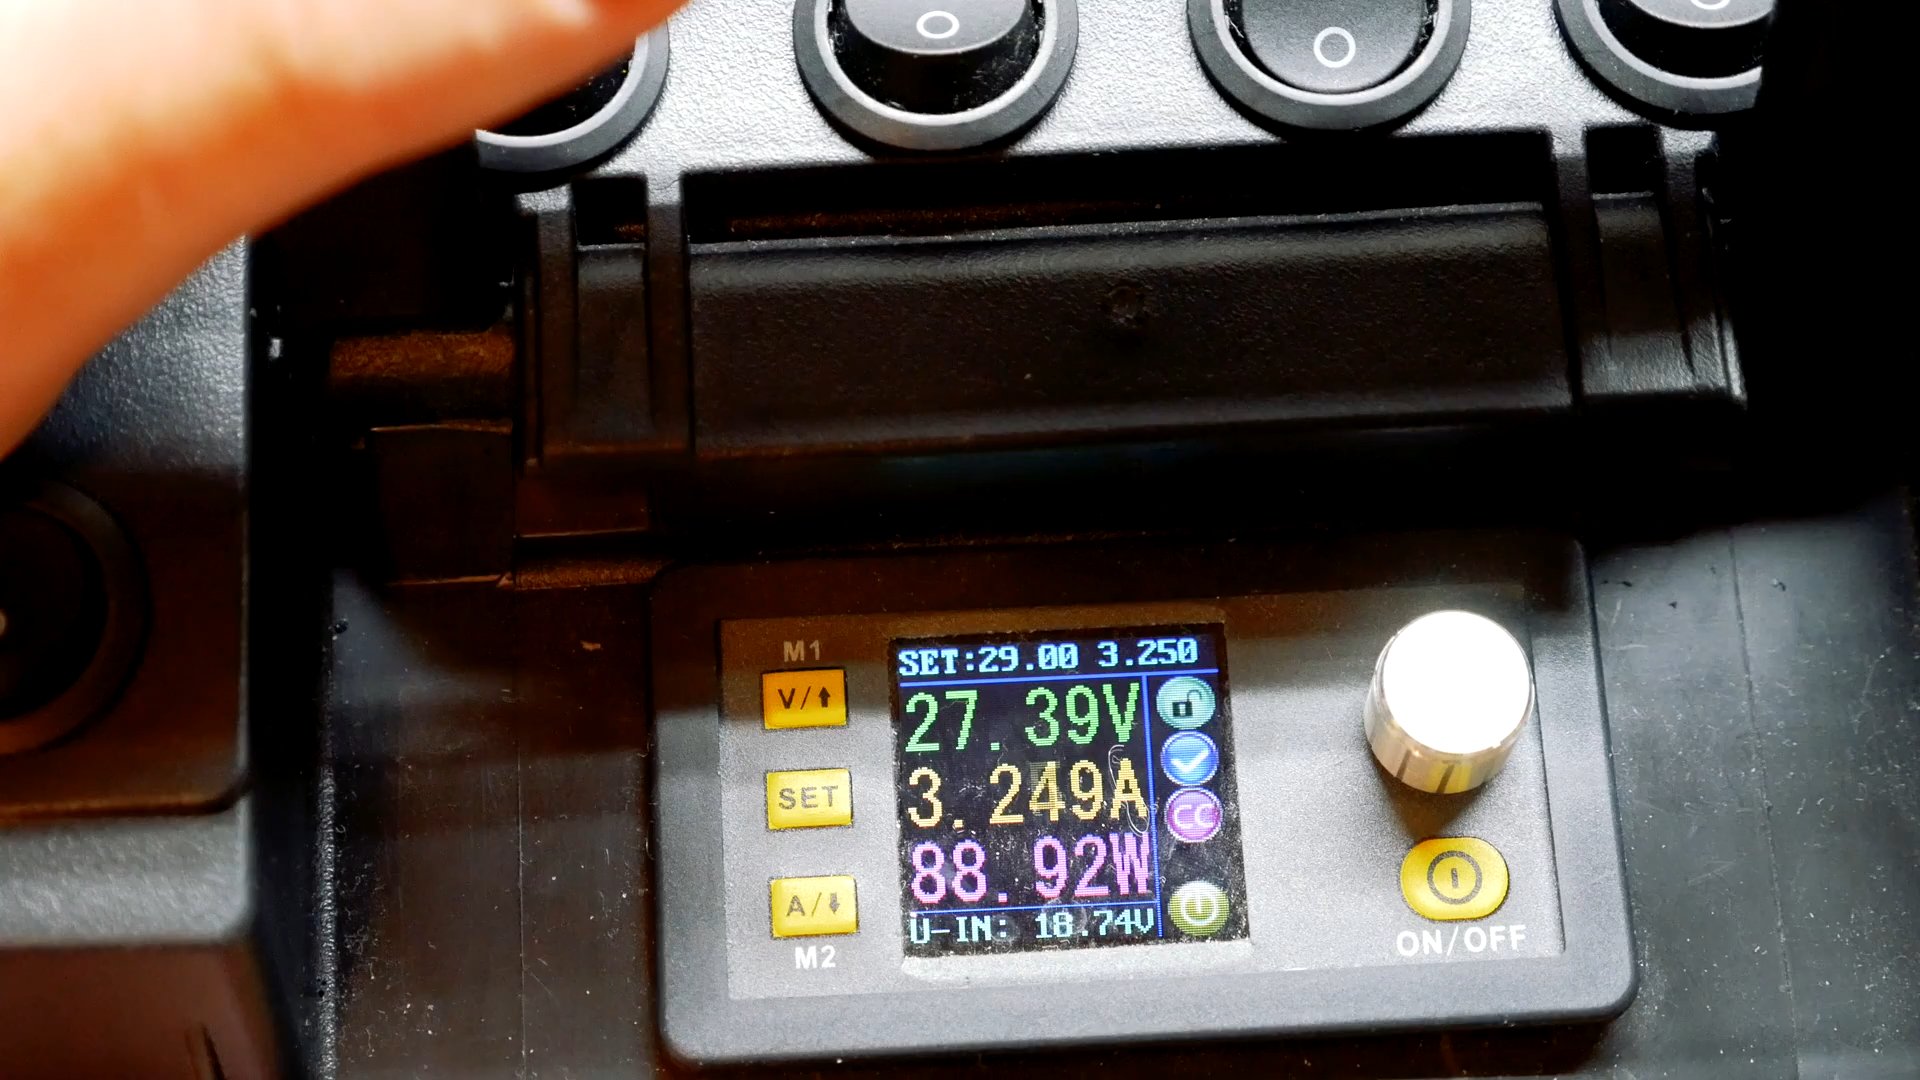 M1
V/⬆
SET
A/⬇
M2
SET:29.00 3.250
27.39V
3.249A
88.92W
U-IN: 18.74V
CC
ON/OFF